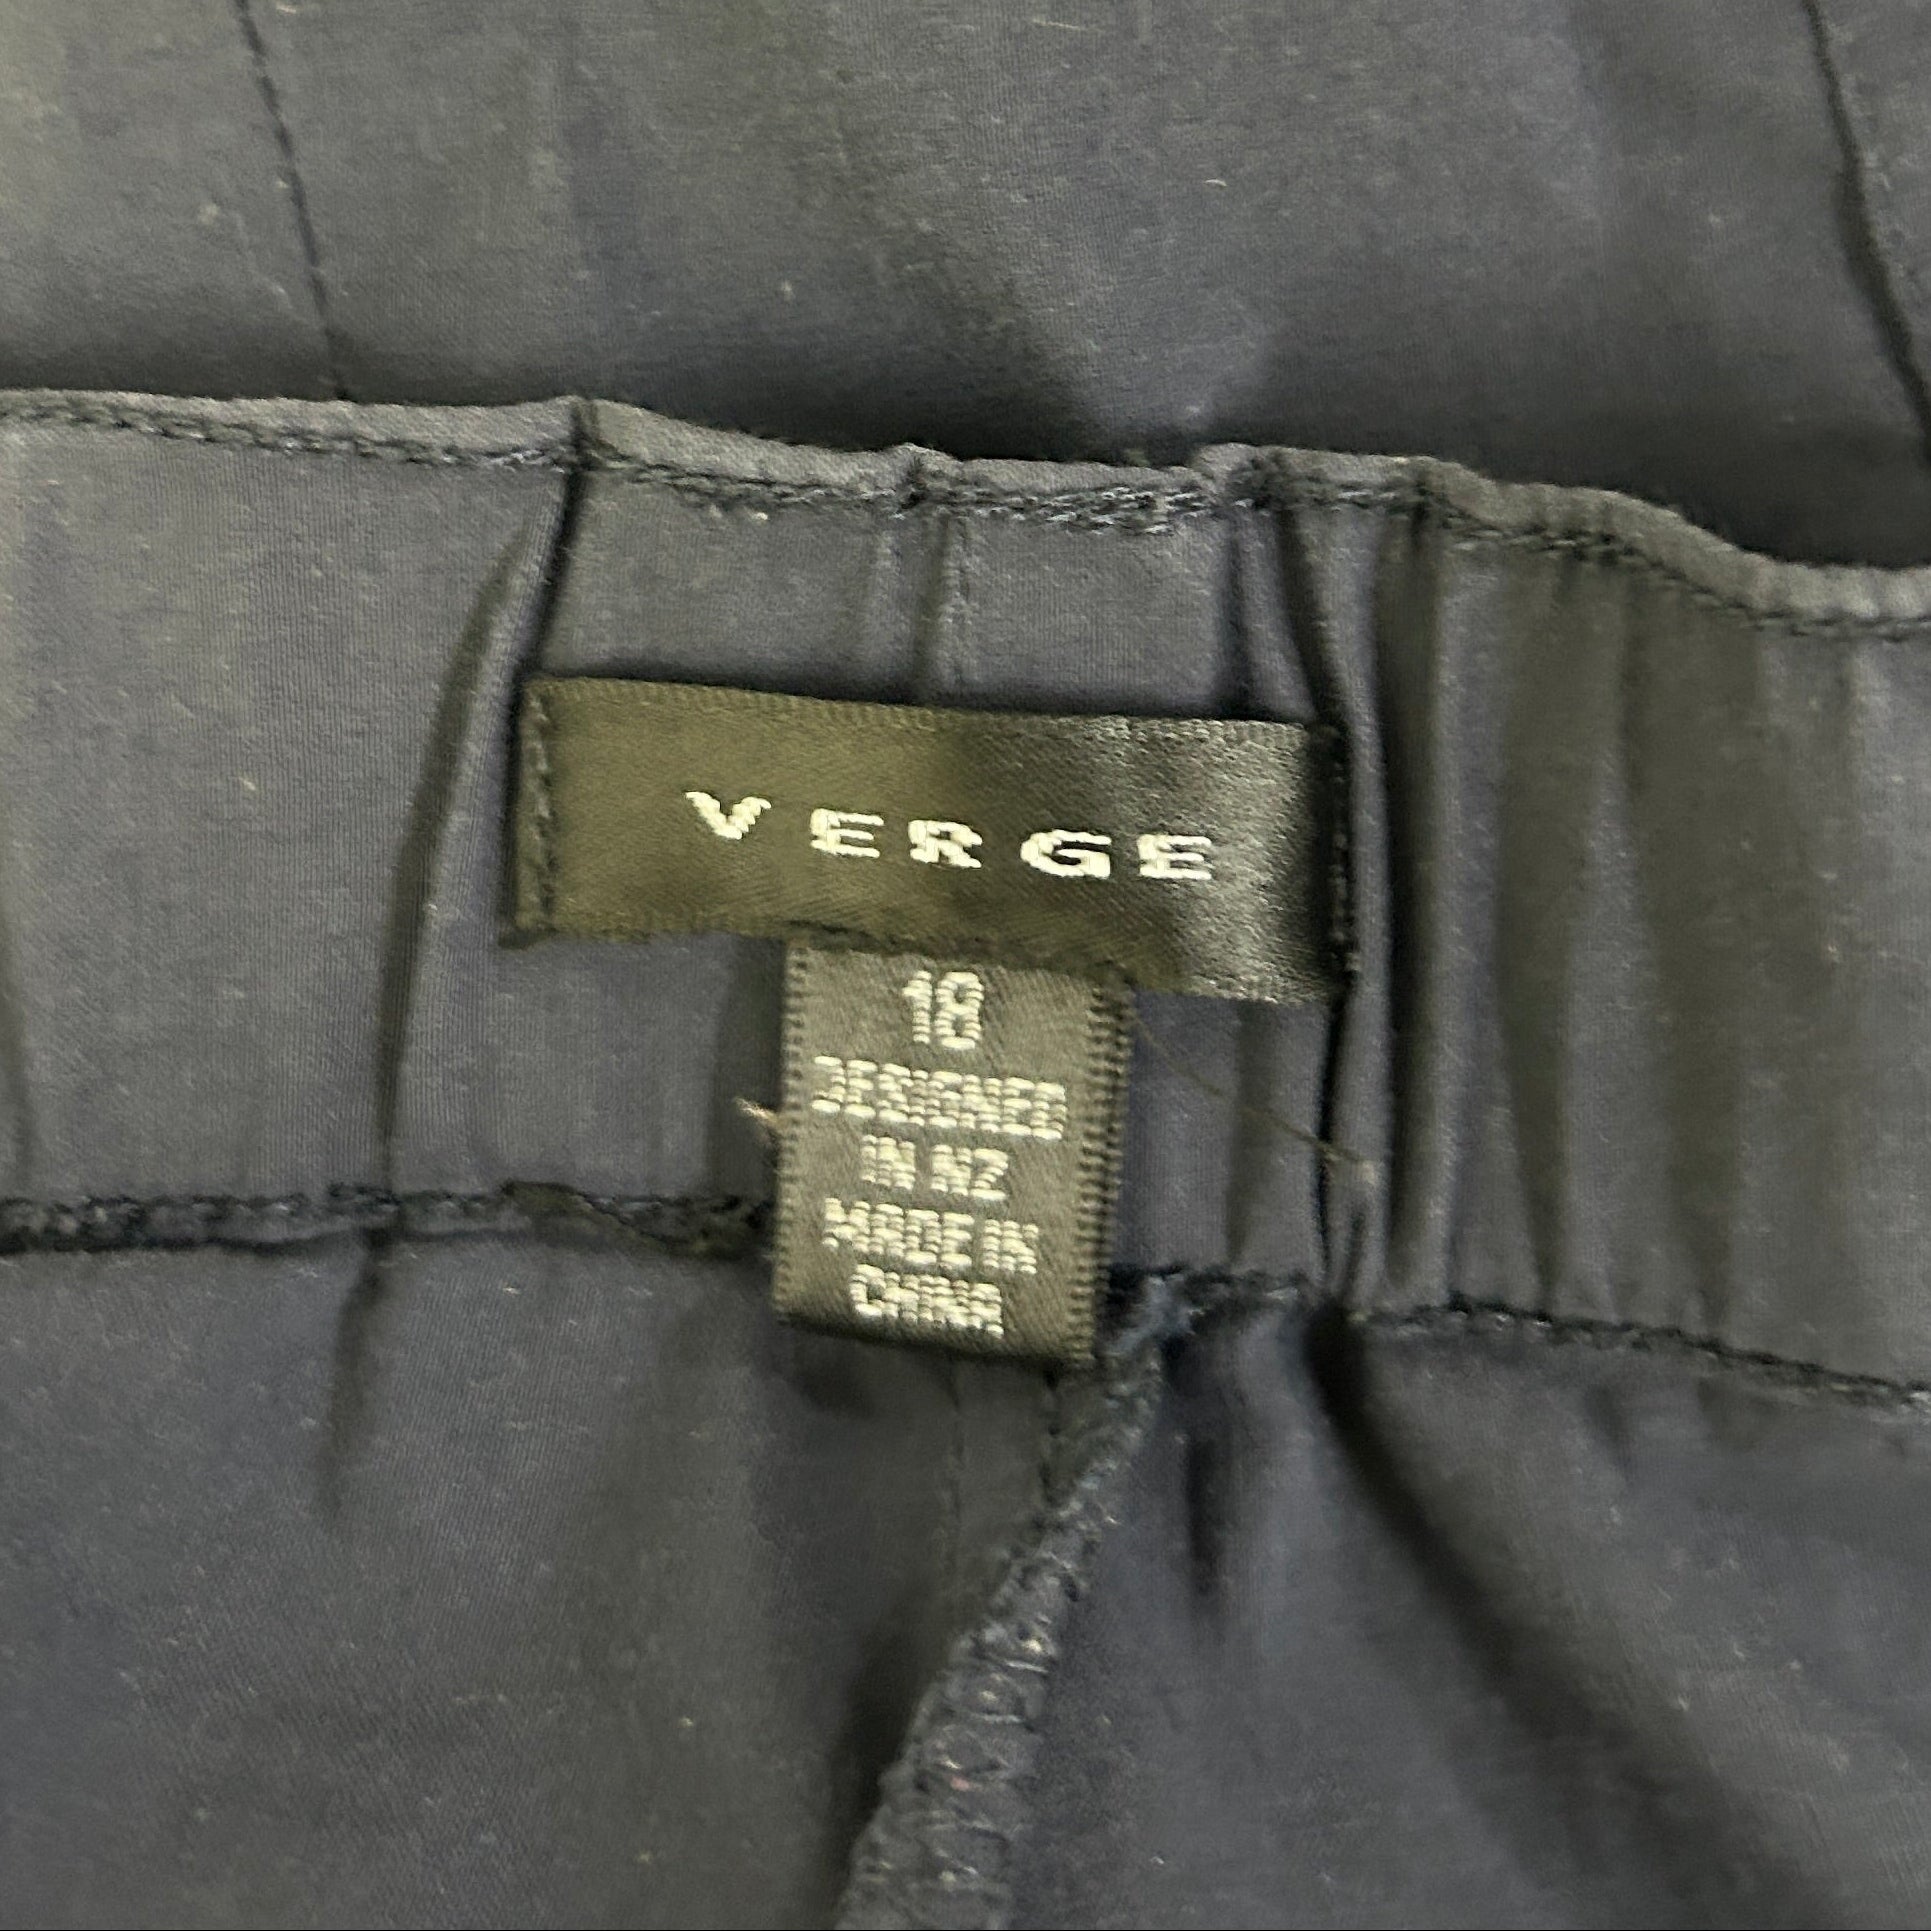 VERGE
18
DESIGNED
IN NZ
MADE IN
CHINA